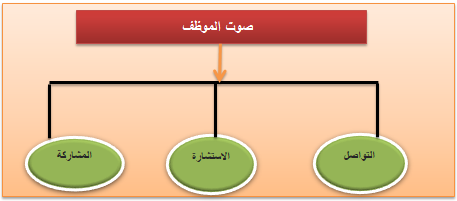 صوت الموظف
التواصل
الاستشارة
المشاركة